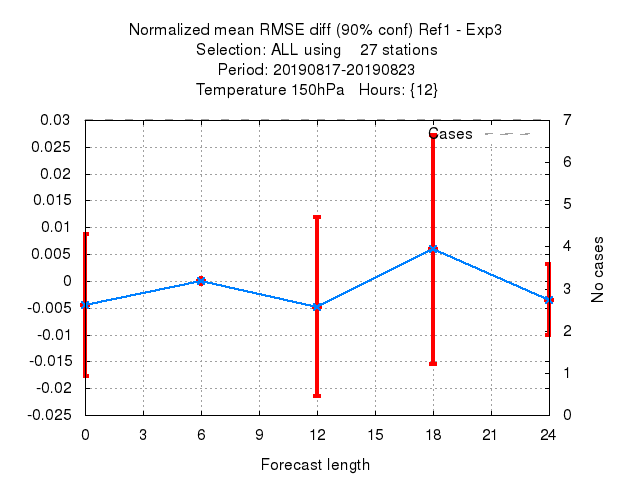 Normalized mean RMSE diff (90% conf) Ref1 - Exp3
Selection: ALL using    27 stations
Period: 20190817-20190823
Temperature 150hPa   Hours: {12}
Cases
0.03
0.025
0.02
0.015
0.01
0.005
0
-0.005
-0.01
-0.015
-0.02
-0.025
7
6
5
4
3
2
1
0
No cases
0 3 6 9 12 15 18 21 24
Forecast length